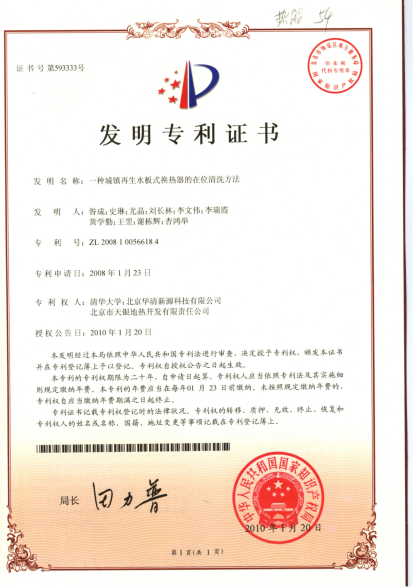 证书号第593333号
发明专利证书
发明名称：一种城镇再生水板式换热器的在位清洗方法
发明人：昝成;史琳;尤晶;刘长林;李文伟;李瑞霞
黄学勤;王罡;谢栋辉;杏鸿举
专利号：ZL 2008 1 0056618.4
专利申请日：2008年1月23日
专利权人：清华大学;北京华清新源科技有限公司
北京市天银地热开发有限责任公司
授权公告日：2010年1月20日
本发明经过本局依照中华人民共和国专利法进行审查，决定授予专利权，颁发本证书
并在专利登记簿上予以登记。专利权自授权公告之日起生效。
本专利的专利权期限为二十年，自申请日起算。专利权人应当依照专利法及其实施细
则规定缴纳年费。本专利的年费应当在每年01月23日前缴纳。未按照规定缴纳年费的，
专利权自应当缴纳年费期满之日起终止。
专利证书记载专利权登记时的法律状况。专利权的转移、质押、无效、终止、恢复和
专利权人的姓名或名称、国籍、地址变更等事项记载在专利登记簿上。
局长
田力普
中华人民共和国国家知识产权局
2010年1月20日
第1页(共1页)